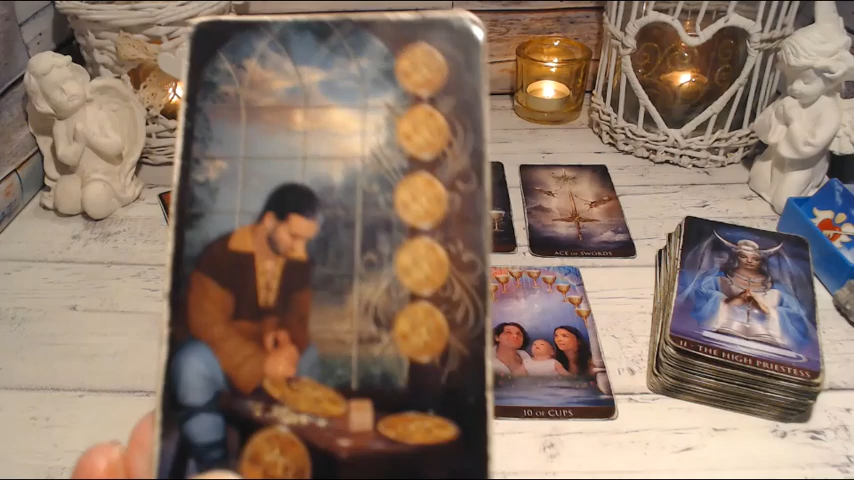 ACE OF SWORDS
10 OF CUPS
II - THE HIGH PRIESTESS